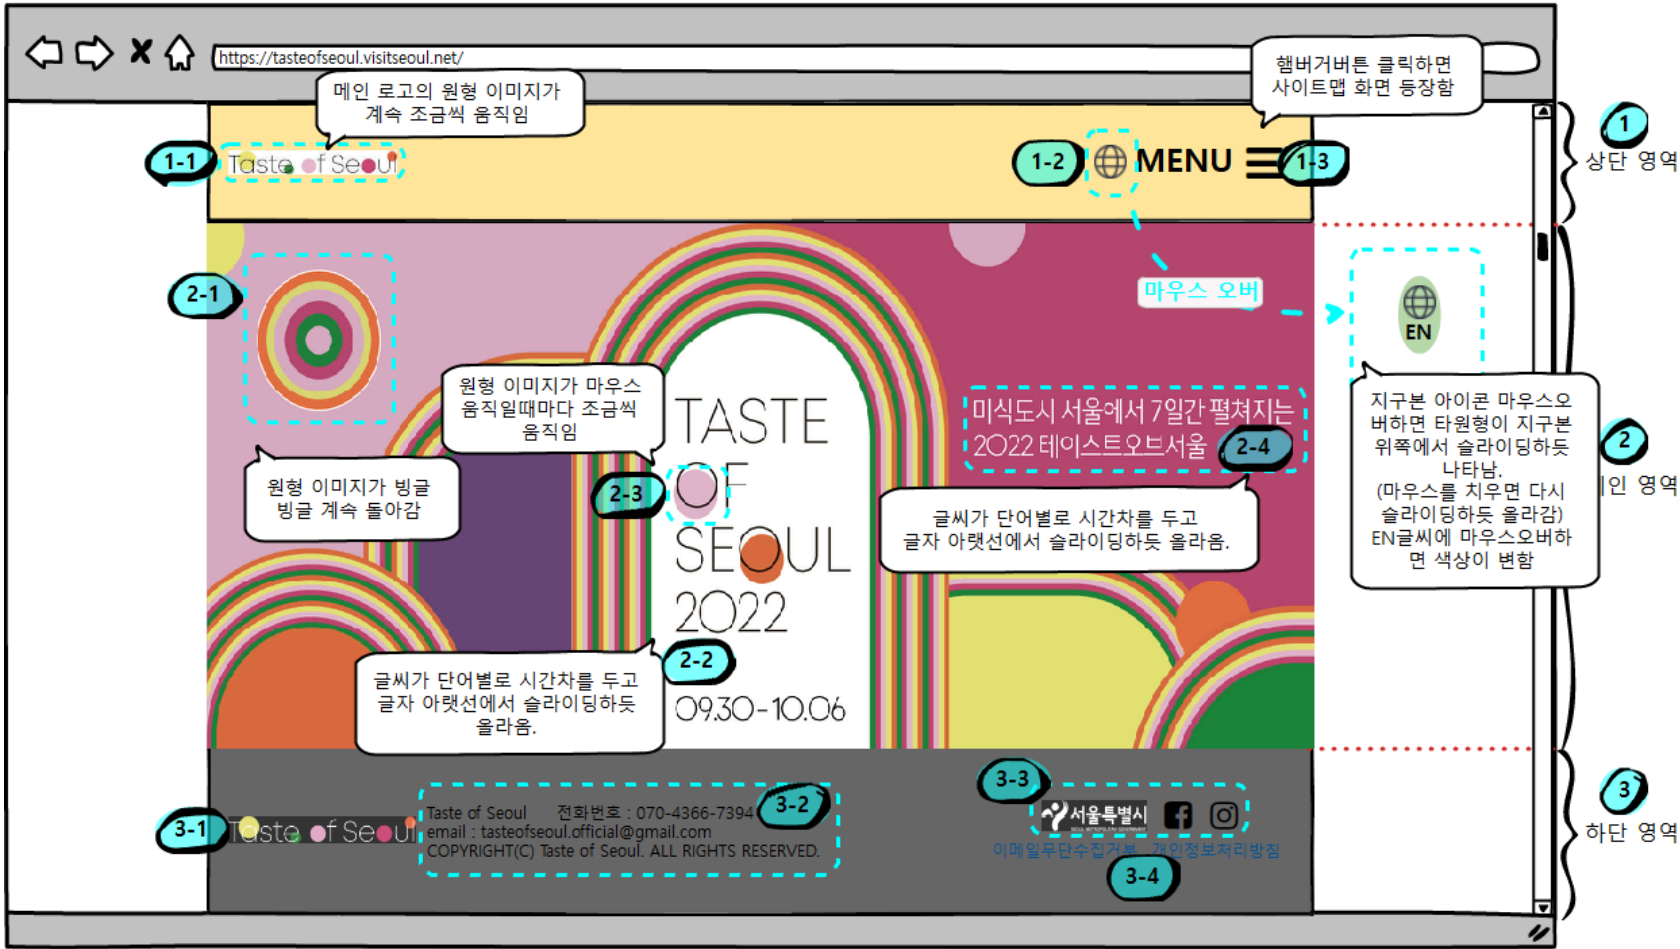 https://tasteofseoul.visitseoul.net/
메인 로고의 원형 이미지가
계속 조금씩 움직임
햄버거버튼 클릭하면
사이트맵 화면 등장함
1
상단 영역
1-1
Taste of Seoul
1-2
MENU
1-3
2-1
마우스 오버
EN
원형 이미지가 마우스
움직일때마다 조금씩
움직임
지구본 아이콘 마우스오
버하면 타원형이 지구본
위쪽에서 슬라이딩하듯
나타남.
(마우스를 치우면 다시
슬라이딩하듯 올라감)
EN글씨에 마우스오버하
면 색상이 변함
TASTE
OF
SEOUL
2022
09.30-10.06
미식도시 서울에서 7일간 펼쳐지는
2022 테이스트오브서울
2-4
2
인 영역
원형 이미지가 빙글
빙글 계속 돌아감
2-3
글씨가 단어별로 시간차를 두고
글자 아랫선에서 슬라이딩하듯 올라옴.
2-2
글씨가 단어별로 시간차를 두고
글자 아랫선에서 슬라이딩하듯
올라옴.
3-1
Taste of Seoul
Taste of Seoul 전화번호 : 070-4366-7394
email : tasteofseoul.official@gmail.com
COPYRIGHT(C) Taste of Seoul. ALL RIGHTS RESERVED.
3-2
3-3
서울특별시
이메일무단수집거부 개인정보처리방침
3-4
3
하단 영역